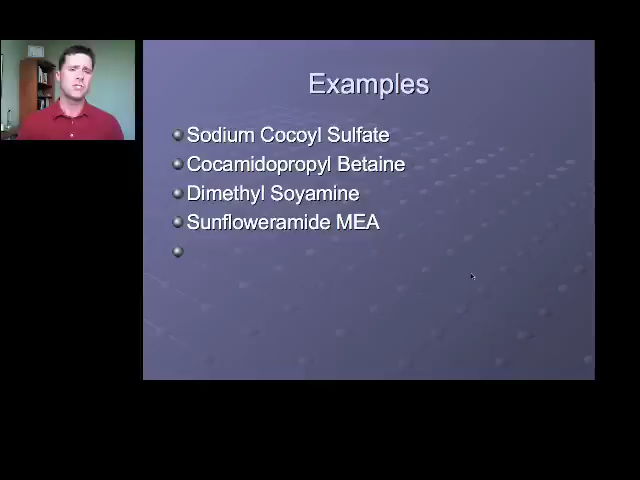 Examples
Sodium Cocoyl Sulfate
Cocamidopropyl Betaine
Dimethyl Soyamine
Sunfloweramide MEA